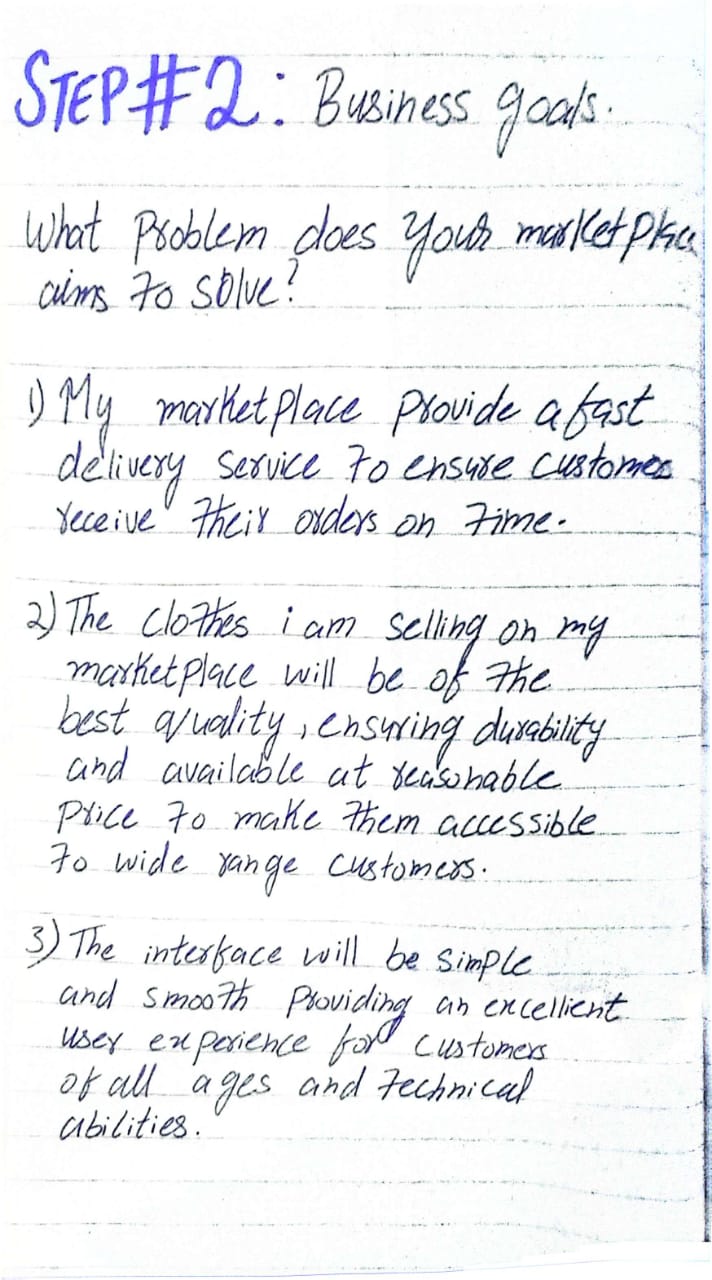 STEP#2: Business goals.
What problem does your marketplace
aims to solve?
1) My marketplace provide a fast
delivery service to ensure customers
receive their orders on time.
2) The clothes i am selling on my
marketplace will be of the
best quality, ensuring durability
and available at reasonable
price to make them accessible
to wide range customers.
3) The interface will be simple
and smooth providing an excellent
user experience for customers
of all ages and technical
abilities.